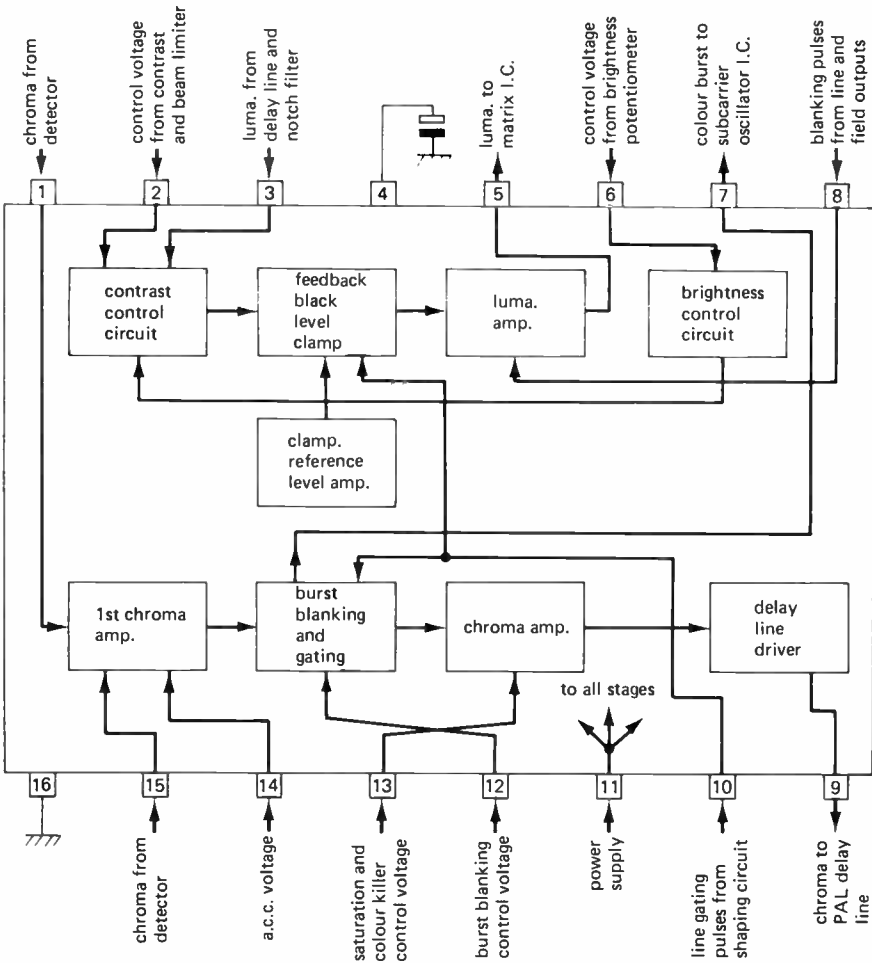 chroma from
detector
control voltage
from contrast
and beam limiter
luma. from
delay line and
notch filter
luma. to
matrix I.C.
control voltage
from brightness
potentiometer
colour burst to
subcarrier
oscillator I.C.
blanking pulses
from line and
field outputs
1
2
3
4
5
6
7
8
contrast
control
circuit
feedback
black
level
clamp
luma.
amp.
brightness
control
circuit
clamp.
reference
level amp.
1st chroma
amp.
burst
blanking
and
gating
chroma amp.
delay
line
driver
to all stages
16
15
14
13
12
11
10
9
chroma from
detector
a.c.c. voltage
saturation and
colour killer
control voltage
burst blanking
control voltage
power
supply
line gating
pulses from
shaping circuit
chroma to
PAL delay
line